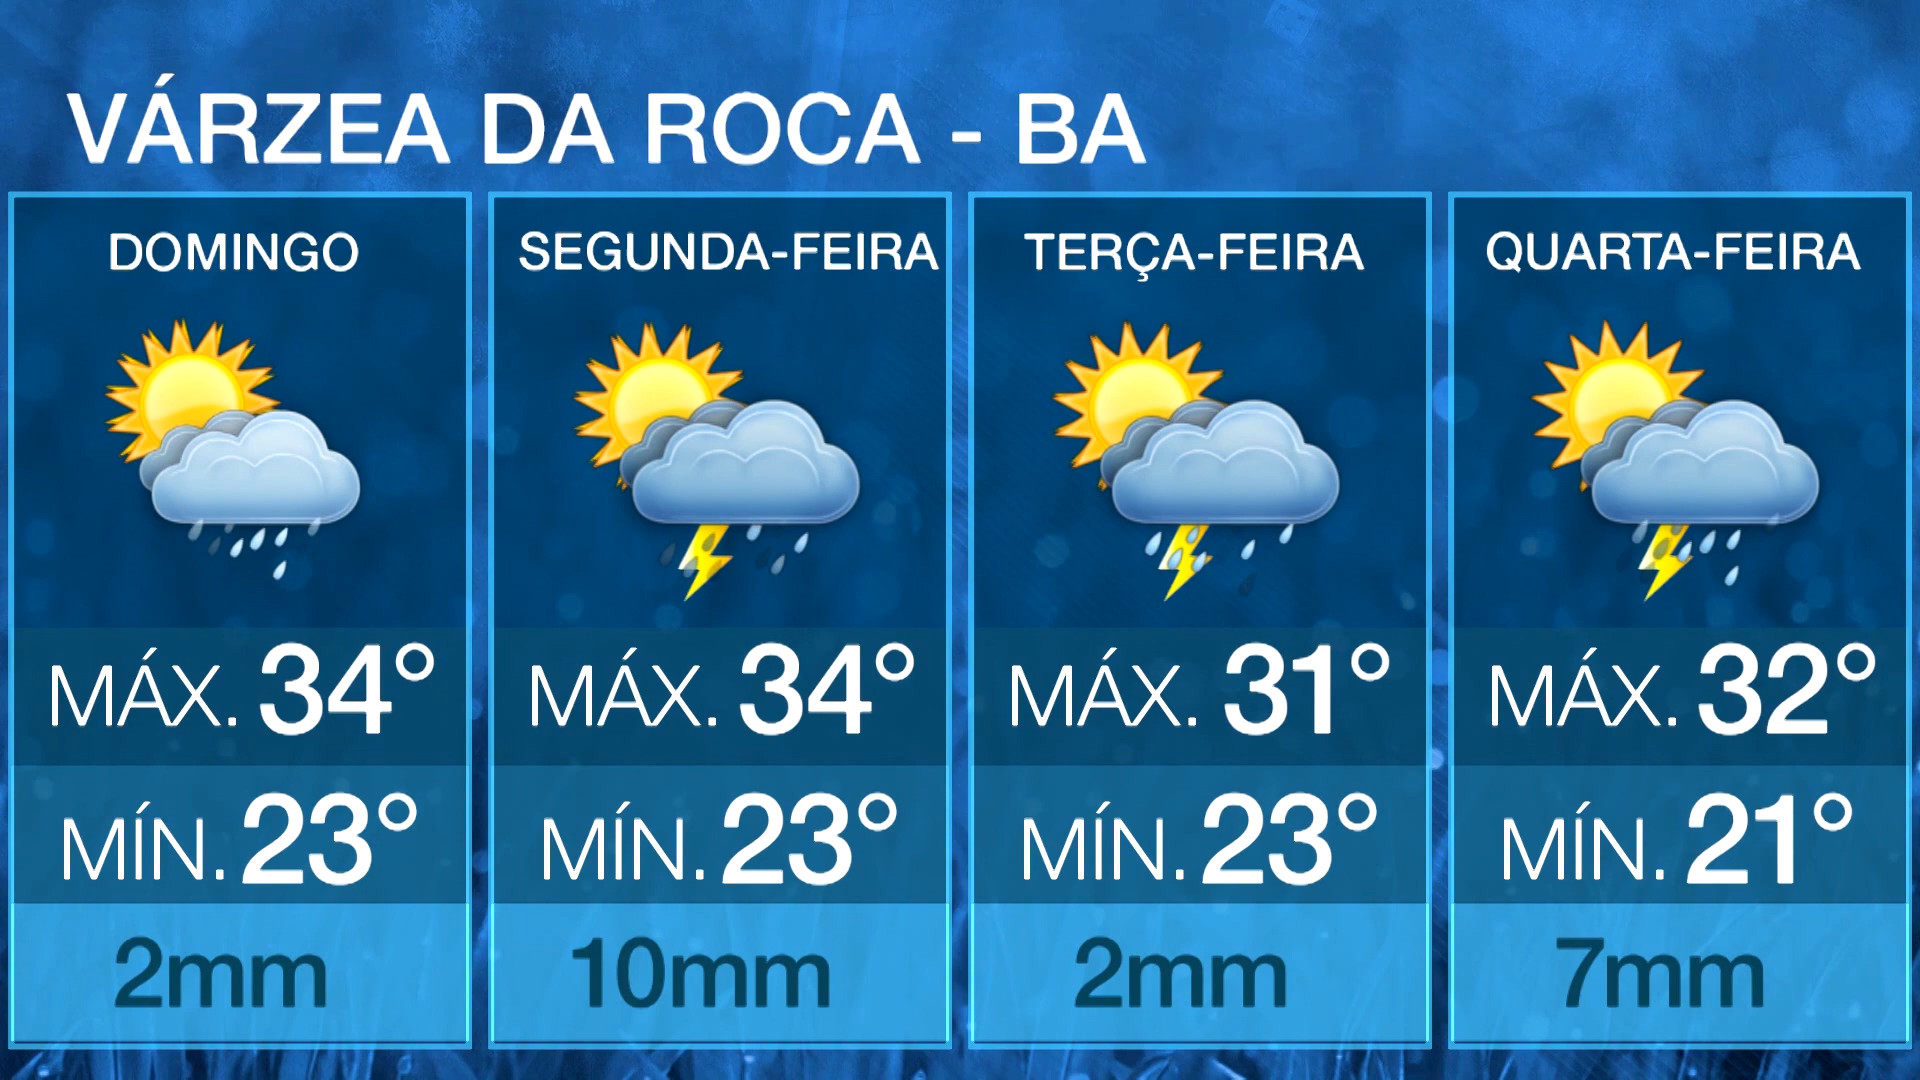 VÁRZEA DA ROCA - BA
DOMINGO
MÁX. 34°
MÍN. 23°
2mm
SEGUNDA-FEIRA
MÁX. 34°
MÍN. 23°
10mm
TERÇA-FEIRA
MÁX. 31°
MÍN. 23°
2mm
QUARTA-FEIRA
MÁX. 32°
MÍN. 21°
7mm